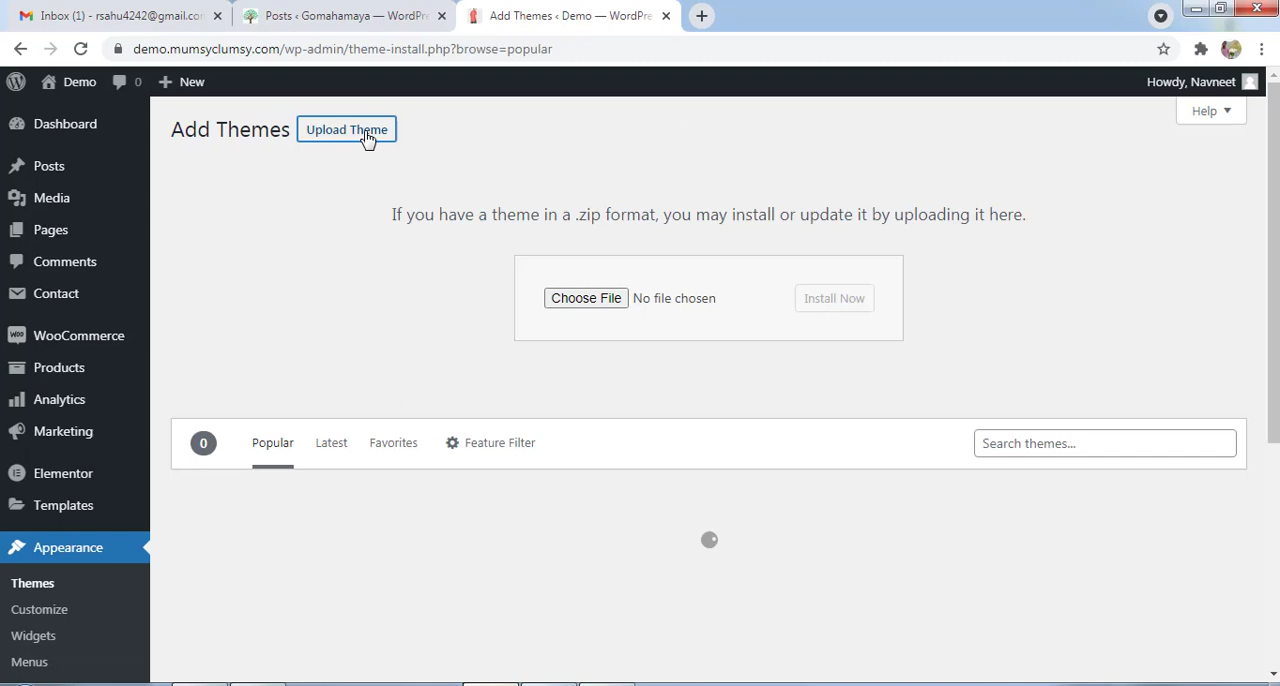 Inbox (1) - rsahu4242@gmail.co
Posts ‹ Gomahamaya — WordPre
Add Themes ‹ Demo — WordPre
demo.mumsyclumsy.com/wp-admin/theme-install.php?browse=popular
Demo
0
New
Howdy, Navneet
Dashboard
Posts
Media
Pages
Comments
Contact
WOO
WooCommerce
Products
Analytics
Marketing
Elementor
Templates
Appearance
Themes
Customize
Widgets
Menus
Add Themes
Upload Theme
Help
If you have a theme in a .zip format, you may install or update it by uploading it here.
Choose File No file chosen
Install Now
0
Popular
Latest
Favorites
Feature Filter
Search themes...